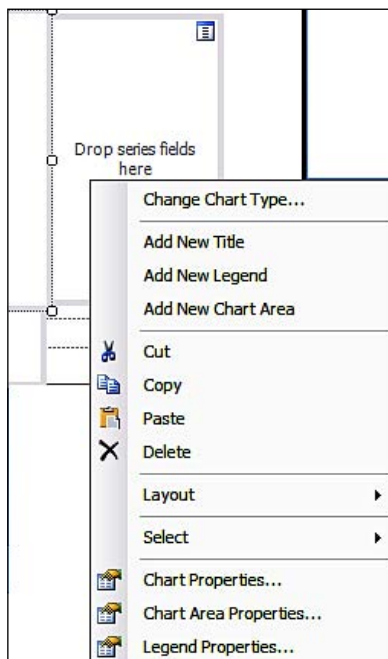 Drop series fields
here
Change Chart Type...
Add New Title
Add New Legend
Add New Chart Area
Cut
Copy
Paste
Delete
Layout
Select
Chart Properties...
Chart Area Properties...
Legend Properties...